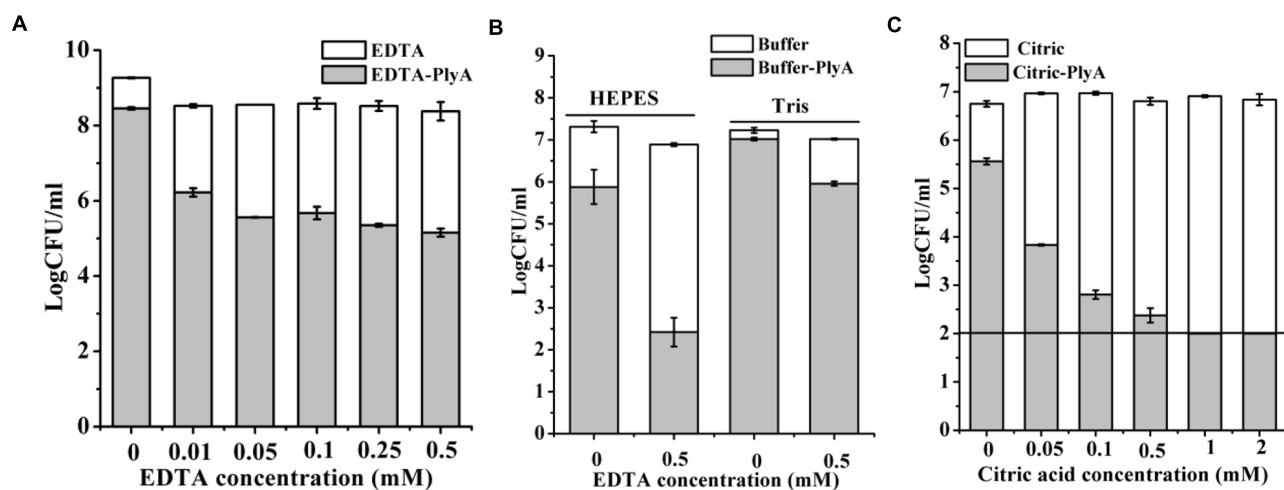 A
EDTA
EDTA-PlyA
10
8
6
4
2
0
LogCFU/ml
0 0.01 0.05 0.1 0.25 0.5
EDTA concentration (mM)
B
Buffer
Buffer-PlyA
HEPES
Tris
9
8
7
6
5
4
3
2
1
0
LogCFU/ml
0 0.5 0 0.5
EDTA concentration (mM)
C
Citric
Citric-PlyA
8
7
6
5
4
3
2
1
0
LogCFU/ml
0 0.05 0.1 0.5 1 2
Citric acid concentration (mM)